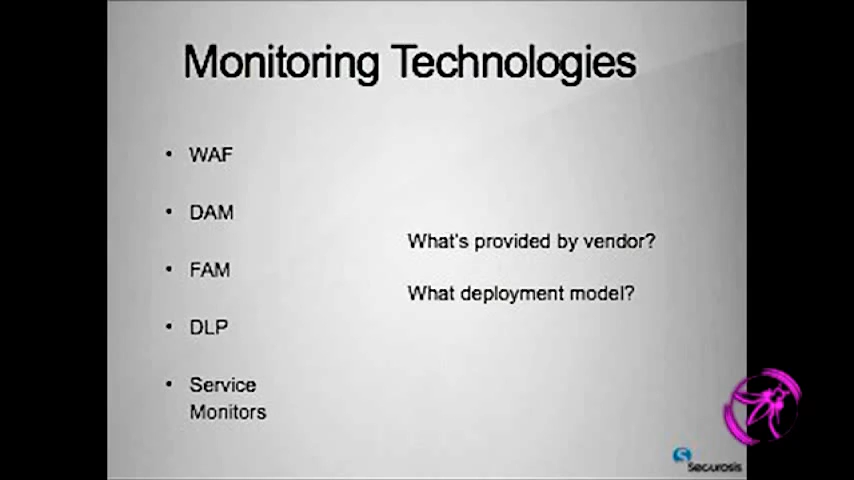 Monitoring Technologies
• WAF
• DAM
• FAM
• DLP
• Service
Monitors
What's provided by vendor?
What deployment model?
Securosis